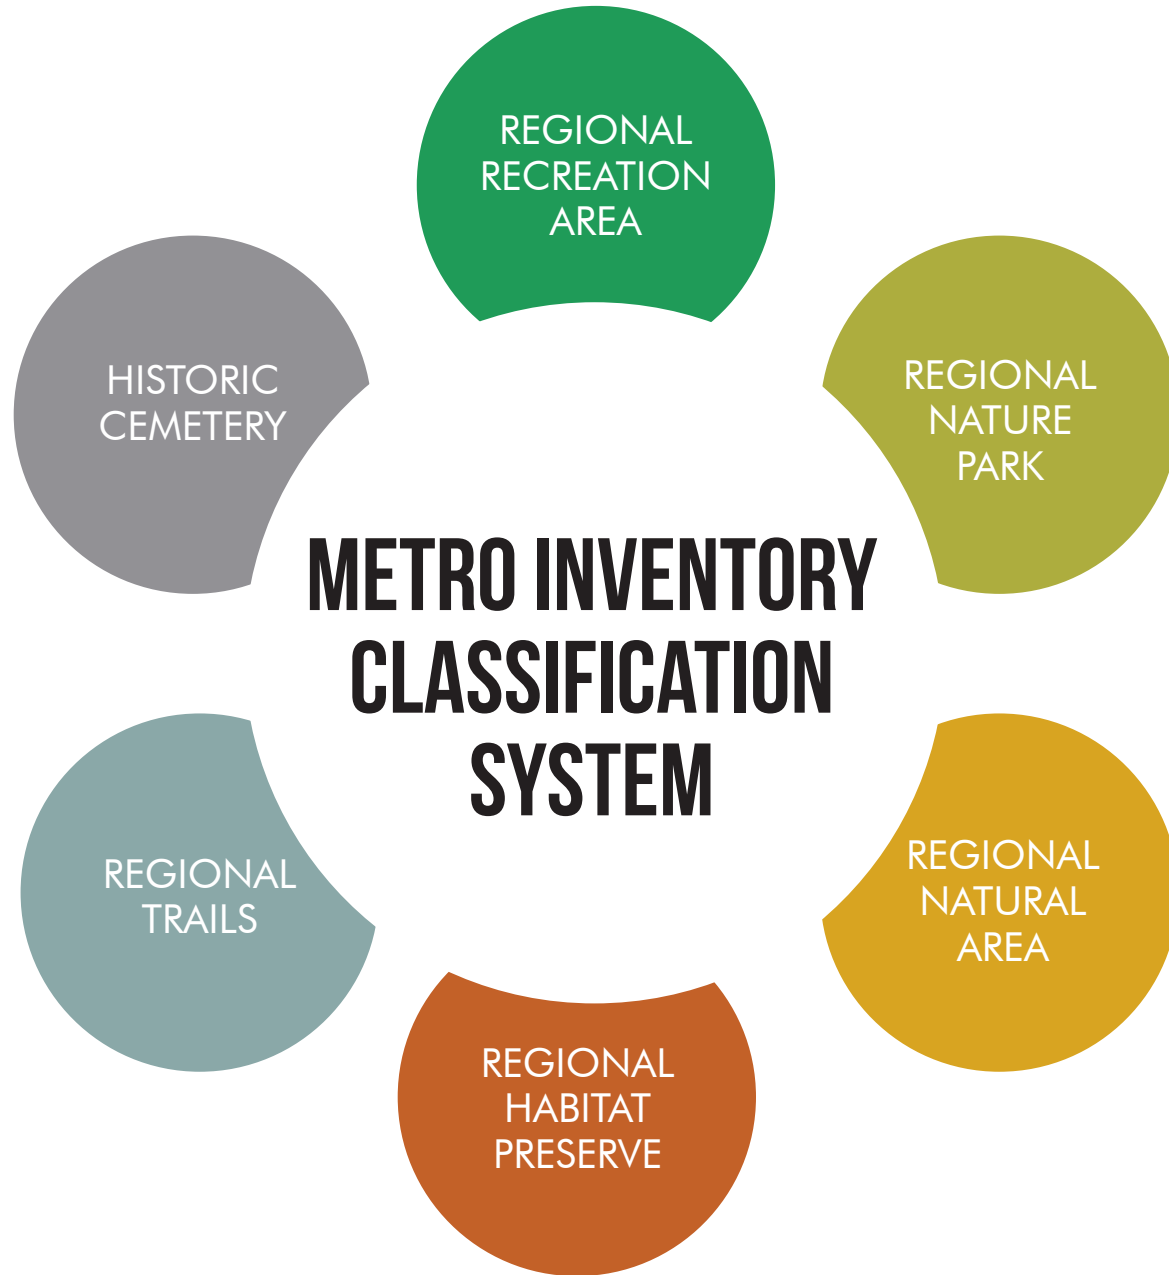 REGIONAL
RECREATION
AREA
HISTORIC
CEMETERY
REGIONAL
NATURE
PARK
METRO INVENTORY
CLASSIFICATION
SYSTEM
REGIONAL
TRAILS
REGIONAL
NATURAL
AREA
REGIONAL
HABITAT
PRESERVE